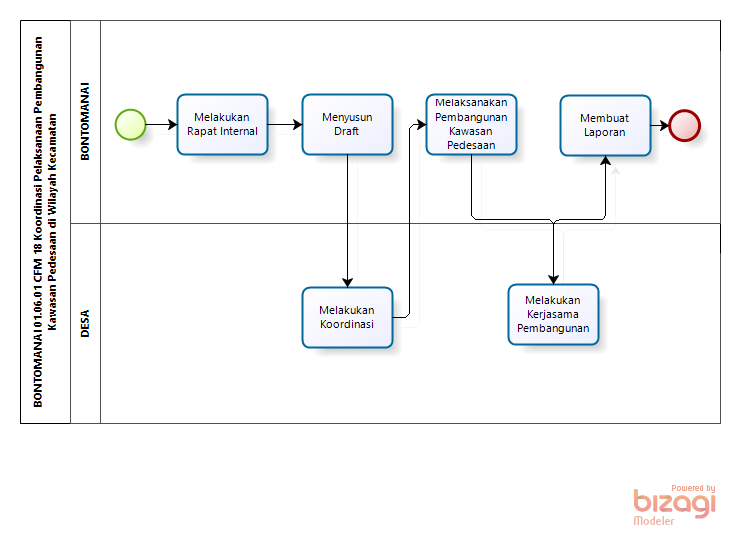 BONTOMANAI 01.06.01 CFM 18 Koordinasi Pelaksanaan Pembangunan
Kawasan Pedesaan di Wilayah Kecamatan
BONTOMANAI
Melakukan
Rapat Internal
Menyusun
Draft
Melaksanakan
Pembangunan
Kawasan
Pedesaan
Membuat
Laporan
DESA
Melakukan
Koordinasi
Melakukan
Kerjasama
Pembangunan
Powered by
bizagi
Modeler